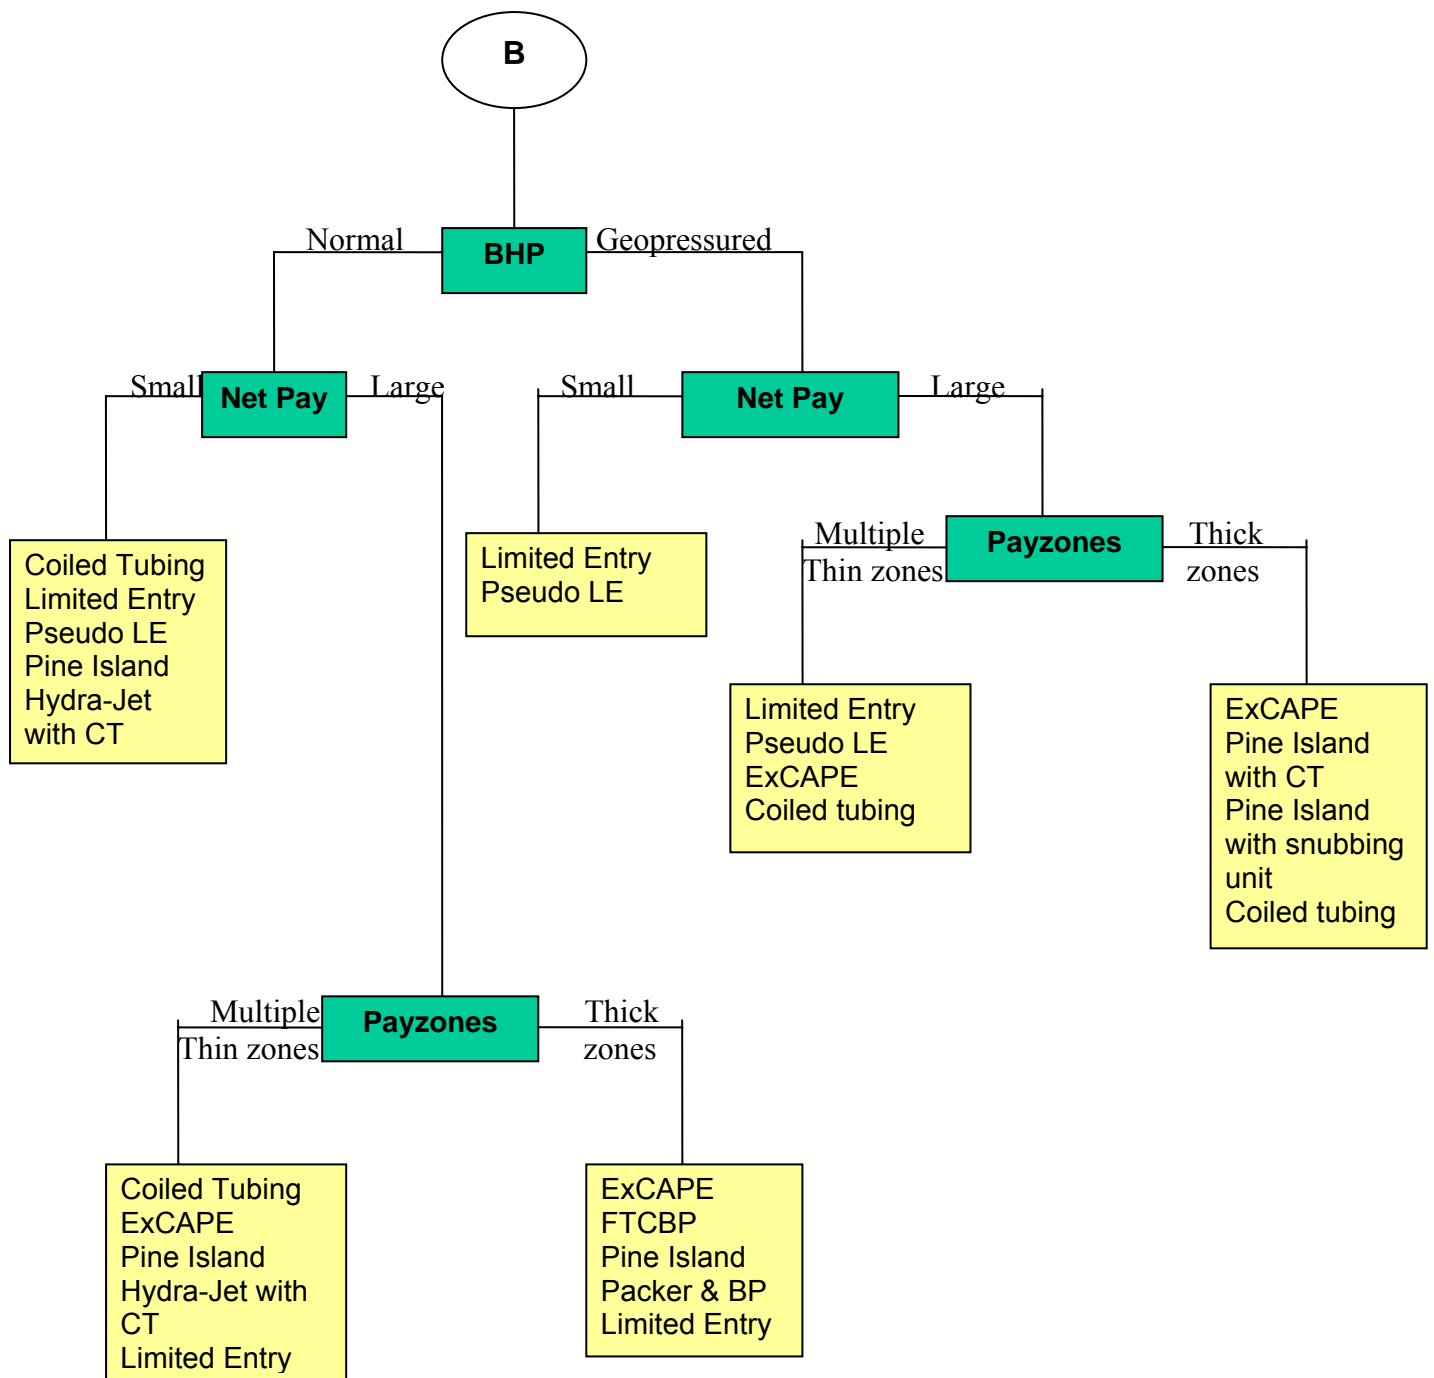 B
Normal
BHP
Geopressured
Small
Net Pay
Large
Small
Net Pay
Large
Coiled Tubing
Limited Entry
Pseudo LE
Pine Island
Hydra-Jet
with CT
Limited Entry
Pseudo LE
Multiple
Thin zones
Payzones
Thick
zones
Limited Entry
Pseudo LE
ExCAPE
Coiled tubing
ExCAPE
Pine Island
with CT
Pine Island
with snubbing
unit
Coiled tubing
Multiple
Thin zones
Payzones
Thick
zones
Coiled Tubing
ExCAPE
Pine Island
Hydra-Jet with
CT
Limited Entry
ExCAPE
FTCBP
Pine Island
Packer & BP
Limited Entry